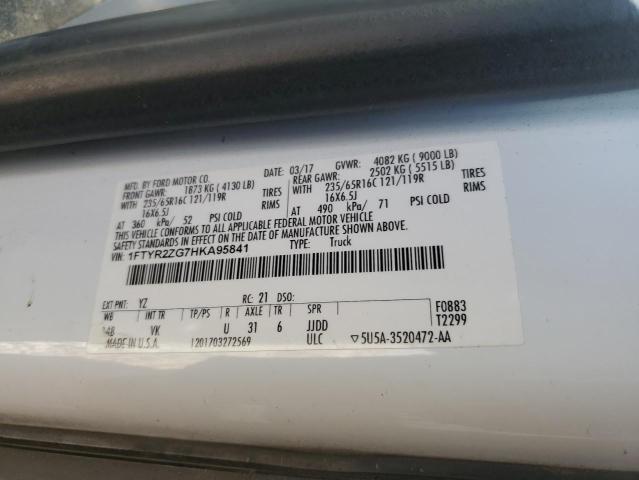 MFD. BY FORD MOTOR CO. 03/17 GVWR: 4082 KG ( 9000 LB)
FRONT GAWR: 1873 KG ( 4130 LB) REAR GAWR: 2502 KG ( 5515 LB)
WITH 235/65R16C 121/119R TIRES WITH 235/65R16C 121/119R TIRES
16X6.5J RIMS 16X6.5J RIMS
AT 360 kPa/ 52 PSI COLD AT 490 kPa/ 71 PSI COLD
THIS VEHICLE CONFORMS TO ALL APPLICABLE FEDERAL MOTOR VEHICLE
SAFETY STANDARDS IN EFFECT ON THE DATE OF MANUFACTURE SHOWN ABOVE.
VIN: 1FTYR2ZG7HKA95841 TYPE: Truck
EXT PNT: YZ RC: 21 DSO:
WB INT TR TP/PS R AXLE TR SPR F0883
VK U 31 6 JJDD T2299
MADE IN U.S.A. 1201703272569 ULC ▽5U5A-3520472-AA